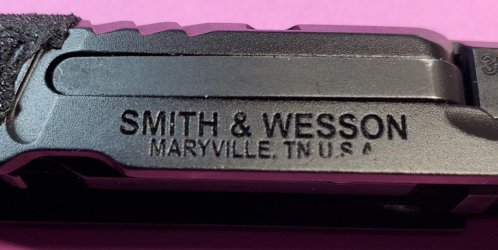 SMITH & WESSON
MARYVILLE, TN U.S.A.